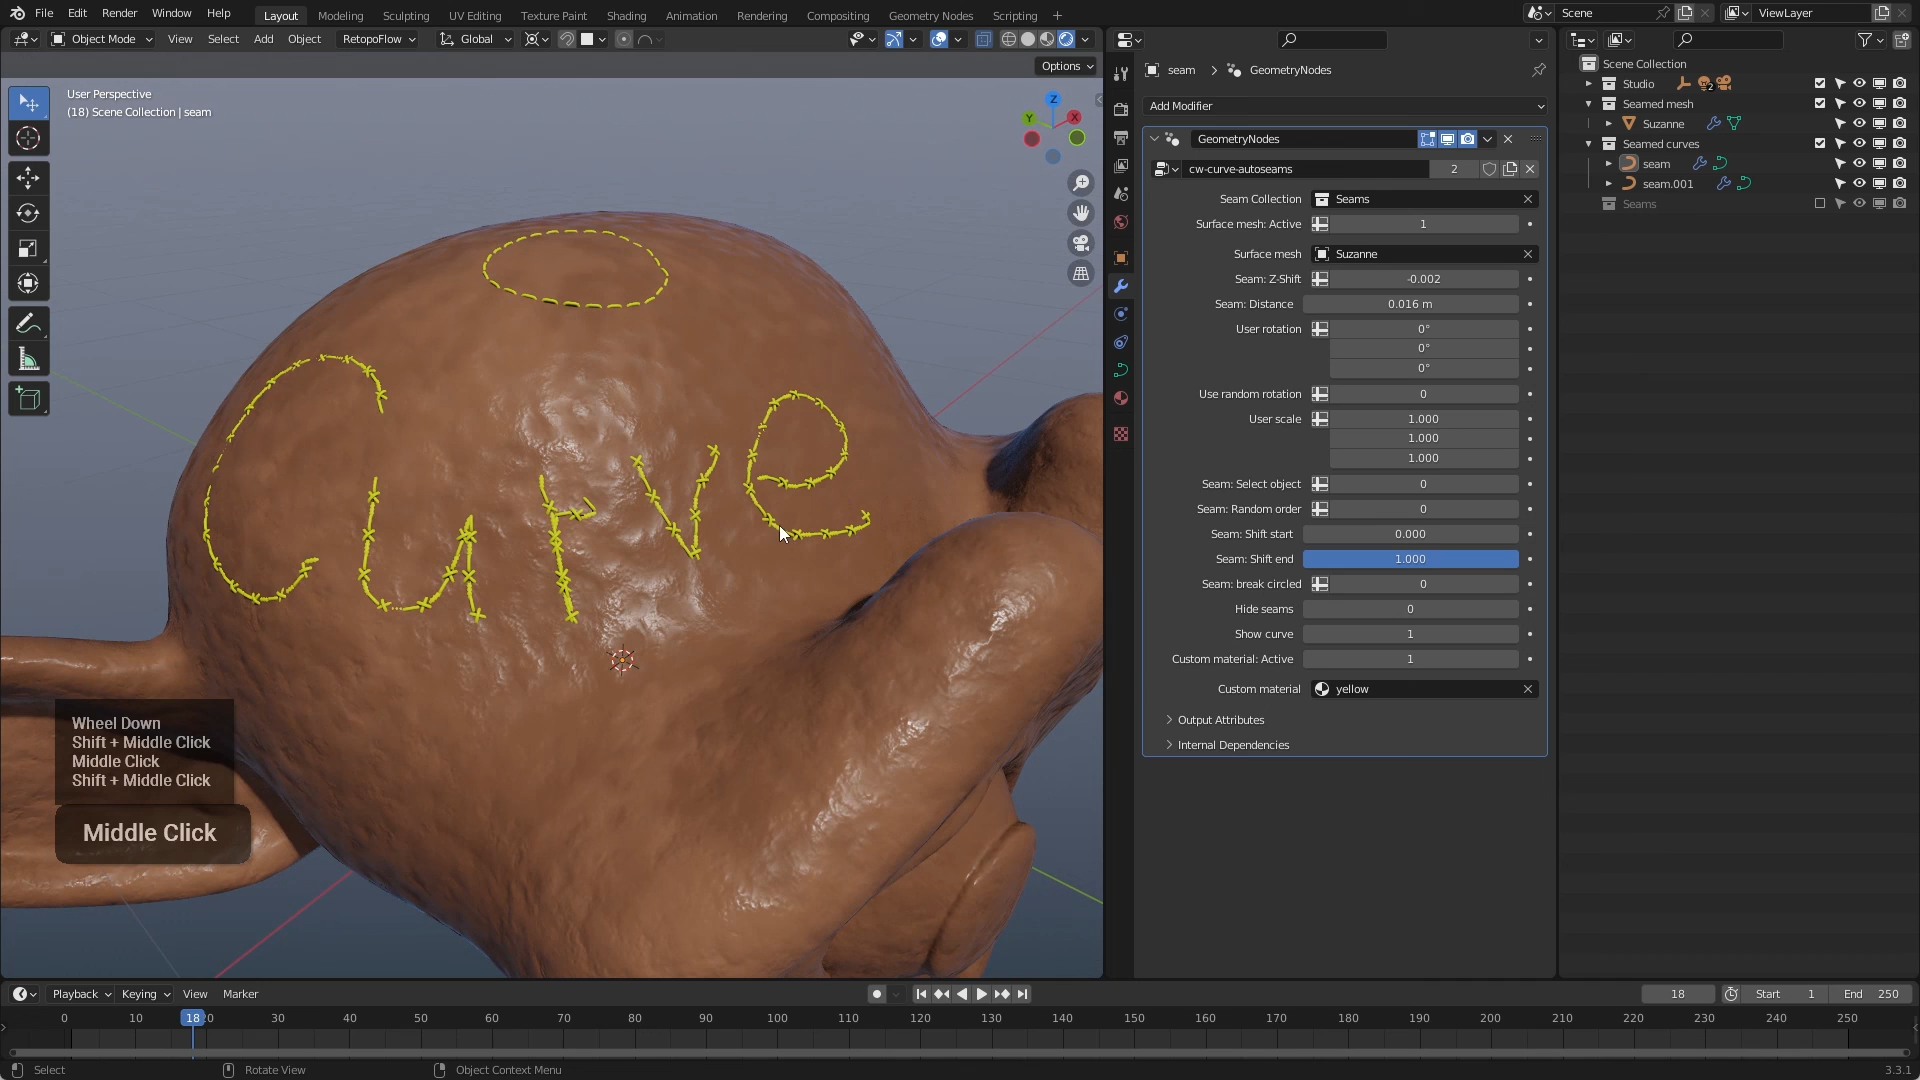 File Edit Render Window Help Layout Modeling Sculpting UV Editing Texture Paint Shading Animation Rendering Compositing Geometry Nodes Scripting + Scene ViewLayer
Object Mode View Select Add Object RetopoFlow Global
Options
User Perspective
(18) Scene Collection | seam
Z
Y
X
curve
Wheel Down
Shift + Middle Click
Middle Click
Shift + Middle Click
Middle Click
seam > GeometryNodes
Add Modifier
GeometryNodes
cw-curve-autoseams 2
Seam Collection Seams
Surface mesh: Active 1
Surface mesh Suzanne
Seam: Z-Shift -0.002
Seam: Distance 0.016 m
User rotation 0°
0°
0°
Use random rotation 0
User scale 1.000
1.000
1.000
Seam: Select object 0
Seam: Random order 0
Seam: Shift start 0.000
Seam: Shift end 1.000
Seam: break circled 0
Hide seams 0
Show curve 1
Custom material: Active 1
Custom material yellow
Output Attributes
Internal Dependencies
Scene Collection
Studio 2
Seamed mesh
Suzanne
Seamed curves
seam
seam.001
Seams
Playback Keying View Marker 18 Start 1 End 250
0 10 18 20 30 40 50 60 70 80 90 100 110 120 130 140 150 160 170 180 190 200 210 220 230 240 250
Select Rotate View Object Context Menu 3.3.1